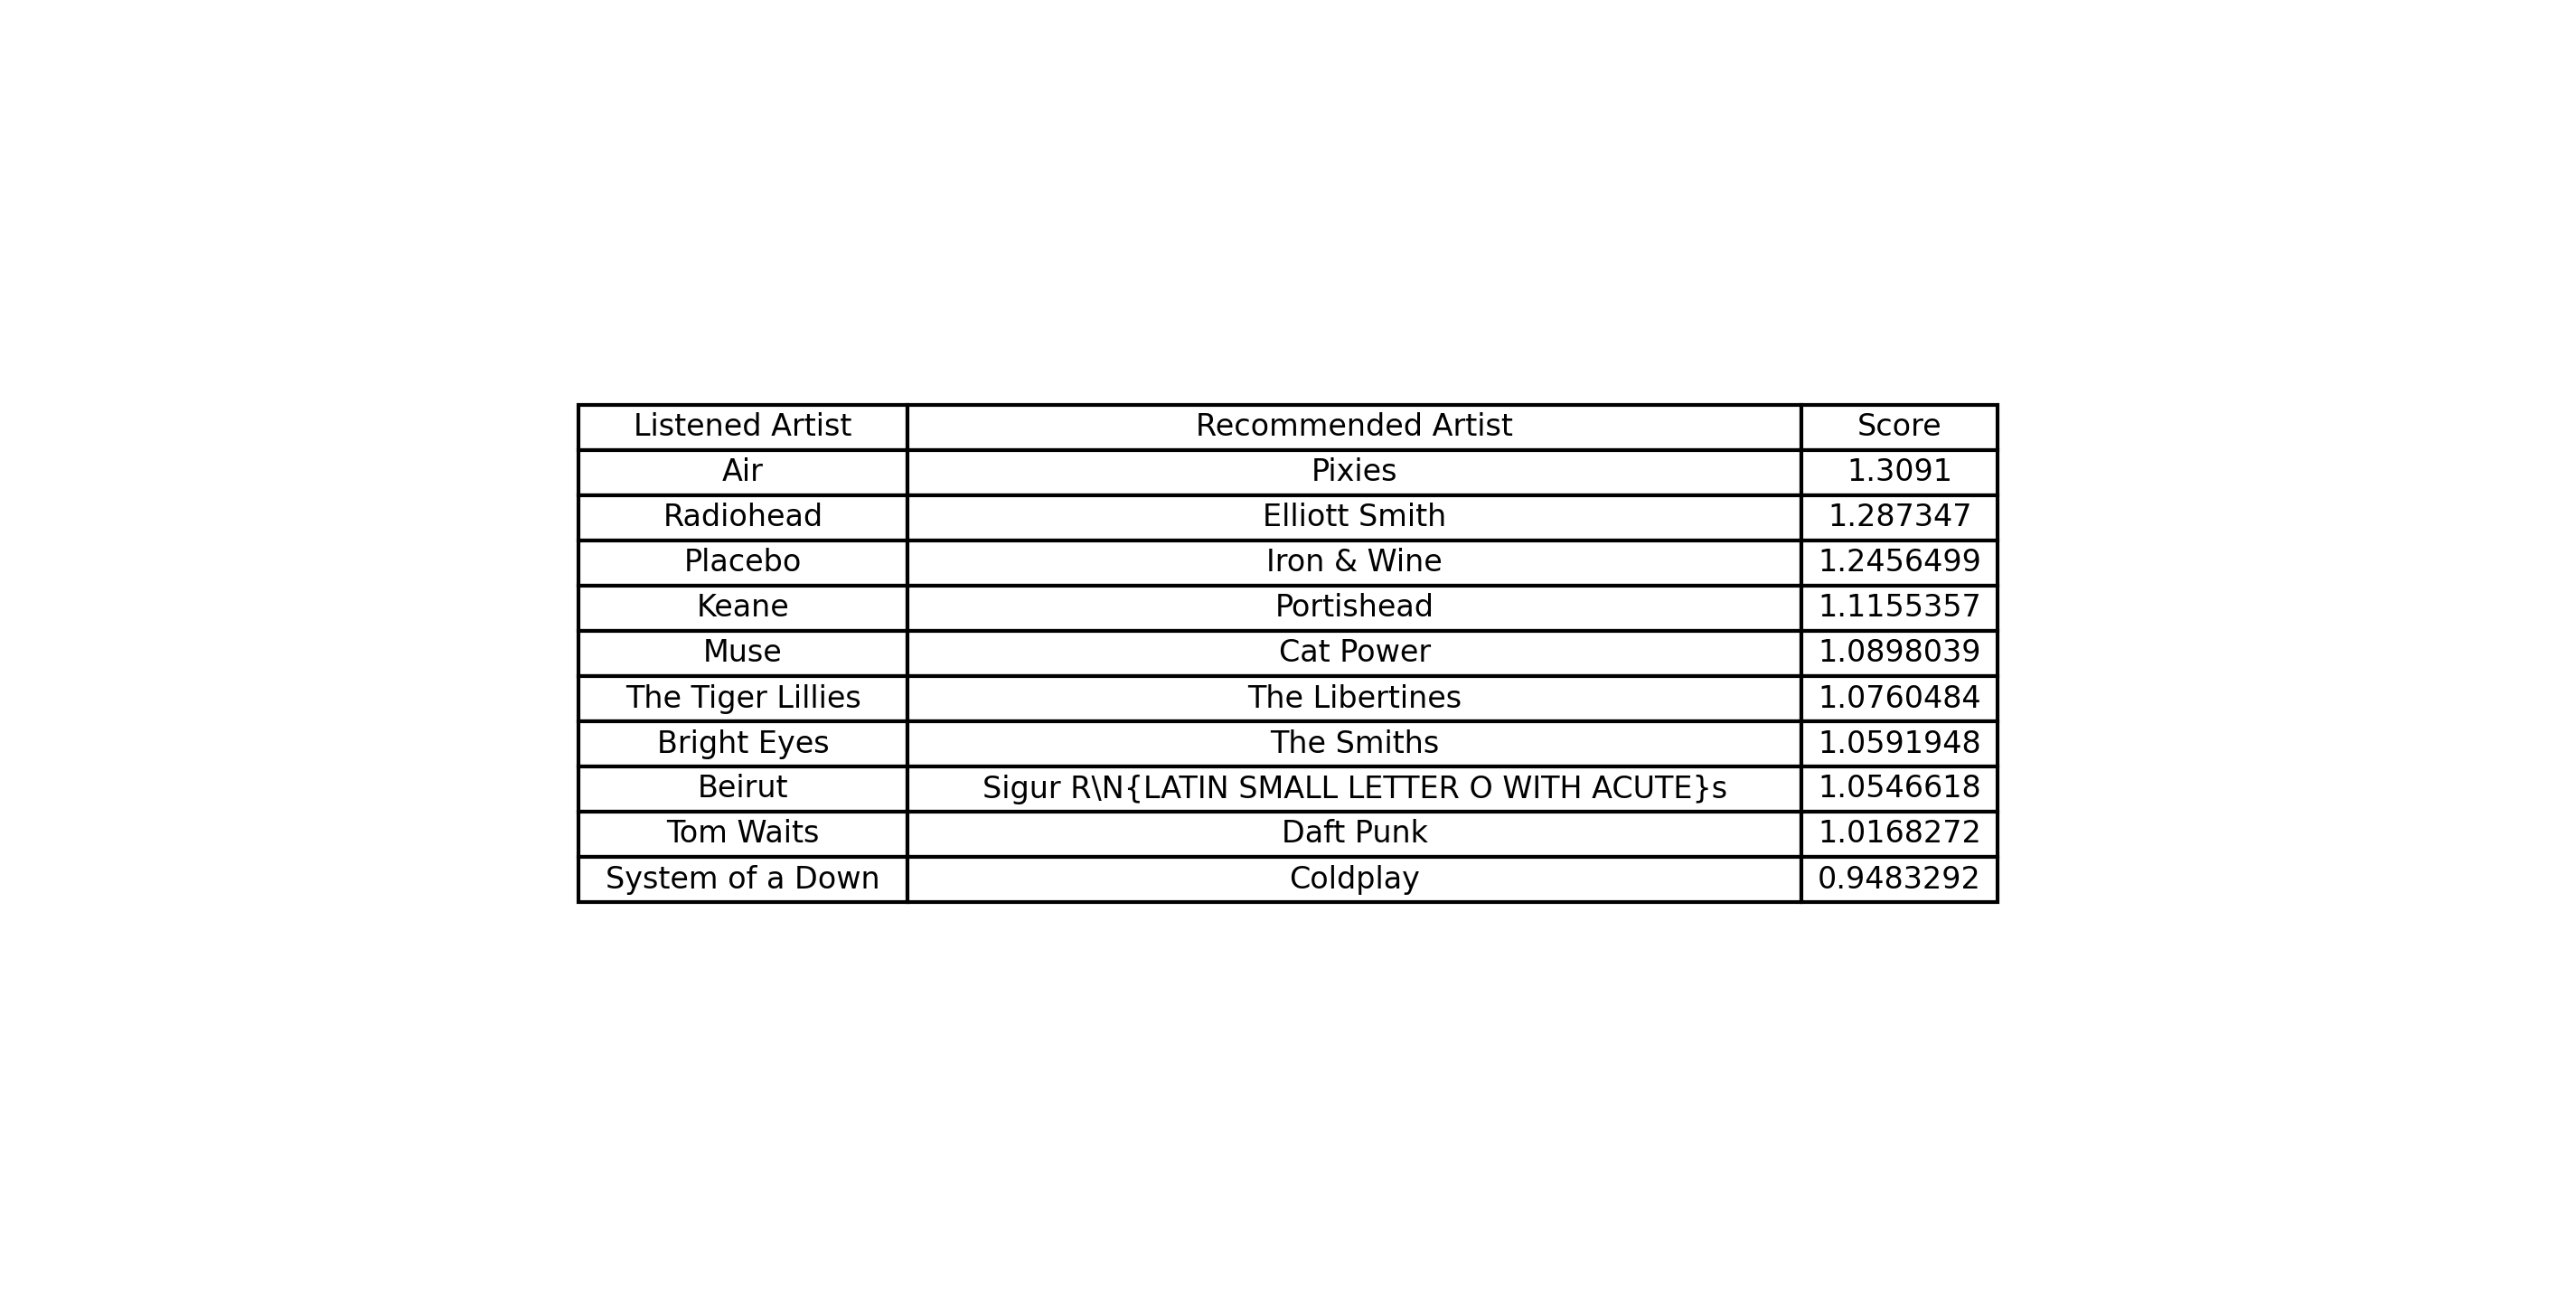 Listened Artist Recommended Artist Score
Air Pixies 1.3091
Radiohead Elliott Smith 1.287347
Placebo Iron & Wine 1.2456499
Keane Portishead 1.1155357
Muse Cat Power 1.0898039
The Tiger Lillies The Libertines 1.0760484
Bright Eyes The Smiths 1.0591948
Beirut Sigur R\N{LATIN SMALL LETTER O WITH ACUTE}s 1.0546618
Tom Waits Daft Punk 1.0168272
System of a Down Coldplay 0.9483292